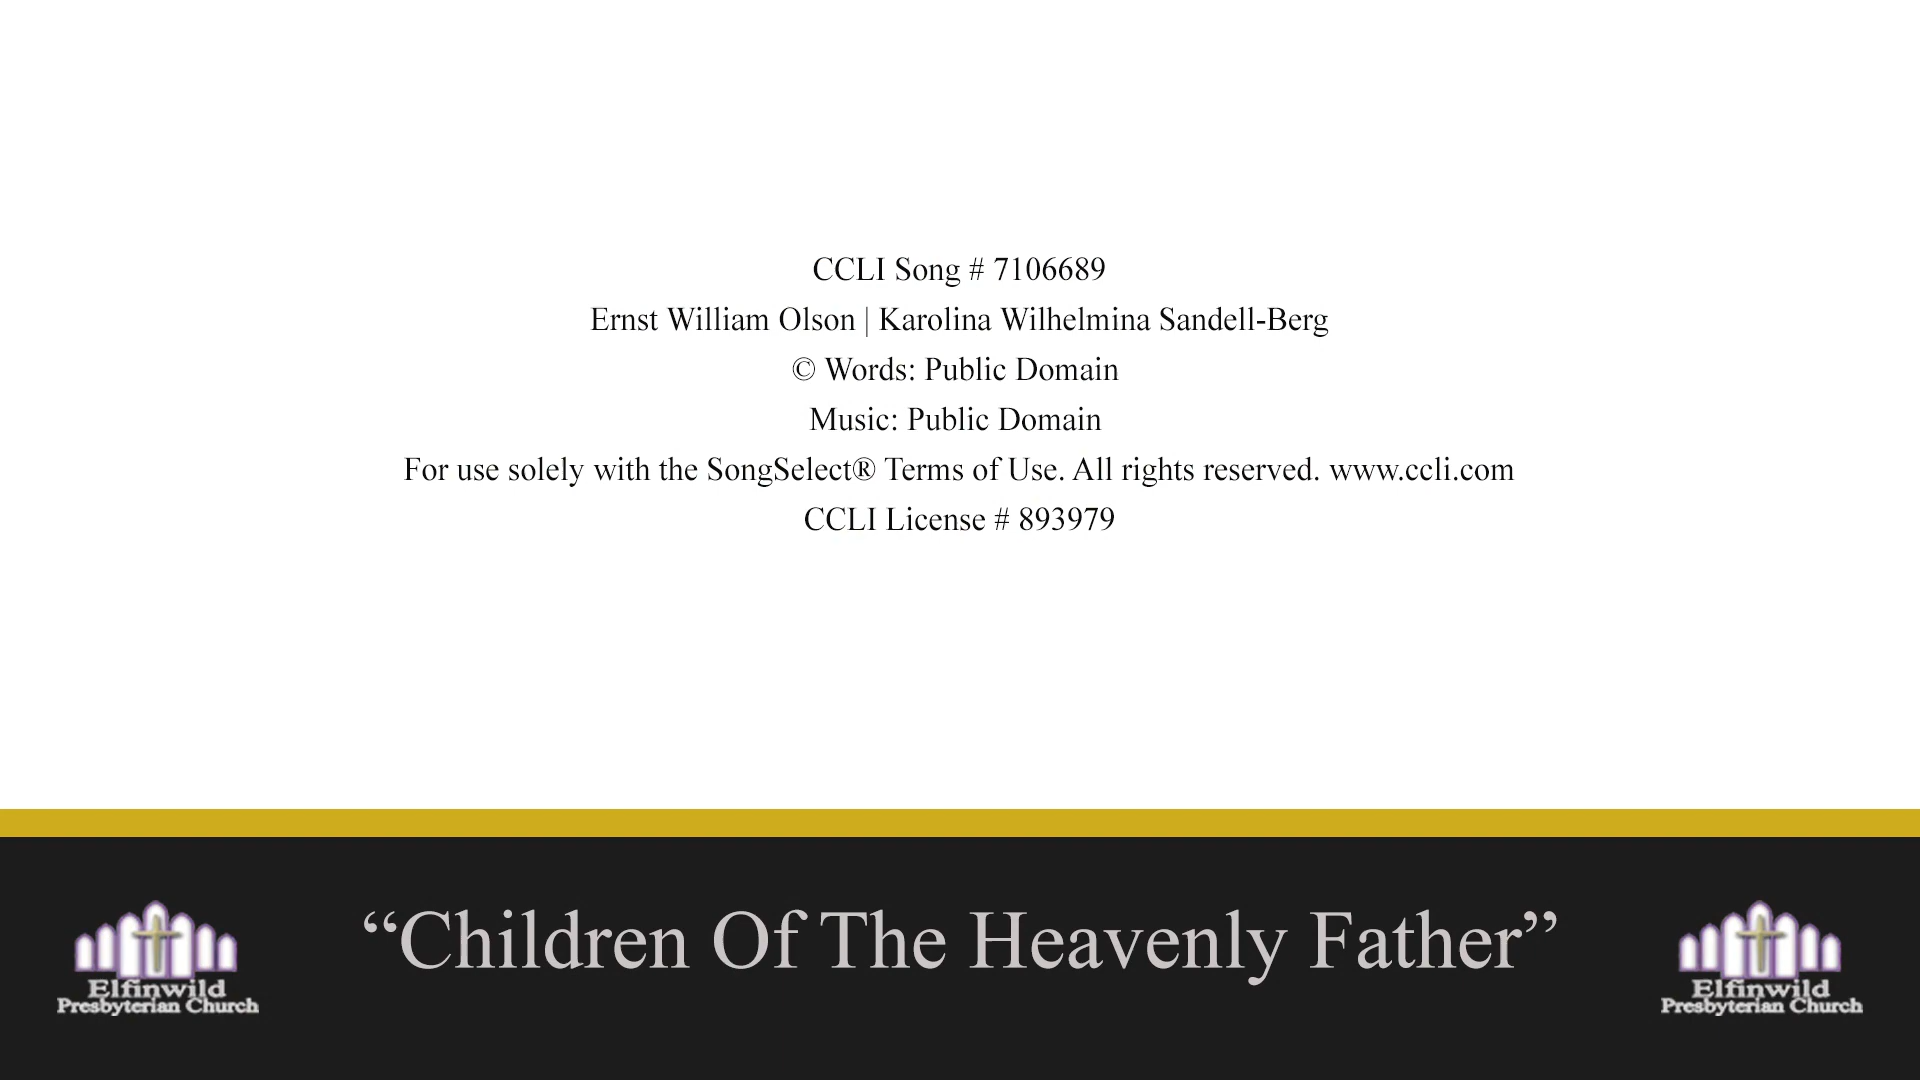 CCLI Song # 7106689
Ernst William Olson | Karolina Wilhelmina Sandell-Berg
© Words: Public Domain
Music: Public Domain
For use solely with the SongSelect® Terms of Use. All rights reserved. www.ccli.com
CCLI License # 893979
“Children Of The Heavenly Father”
Elfinwild
Presbyterian Church
Elfinwild
Presbyterian Church